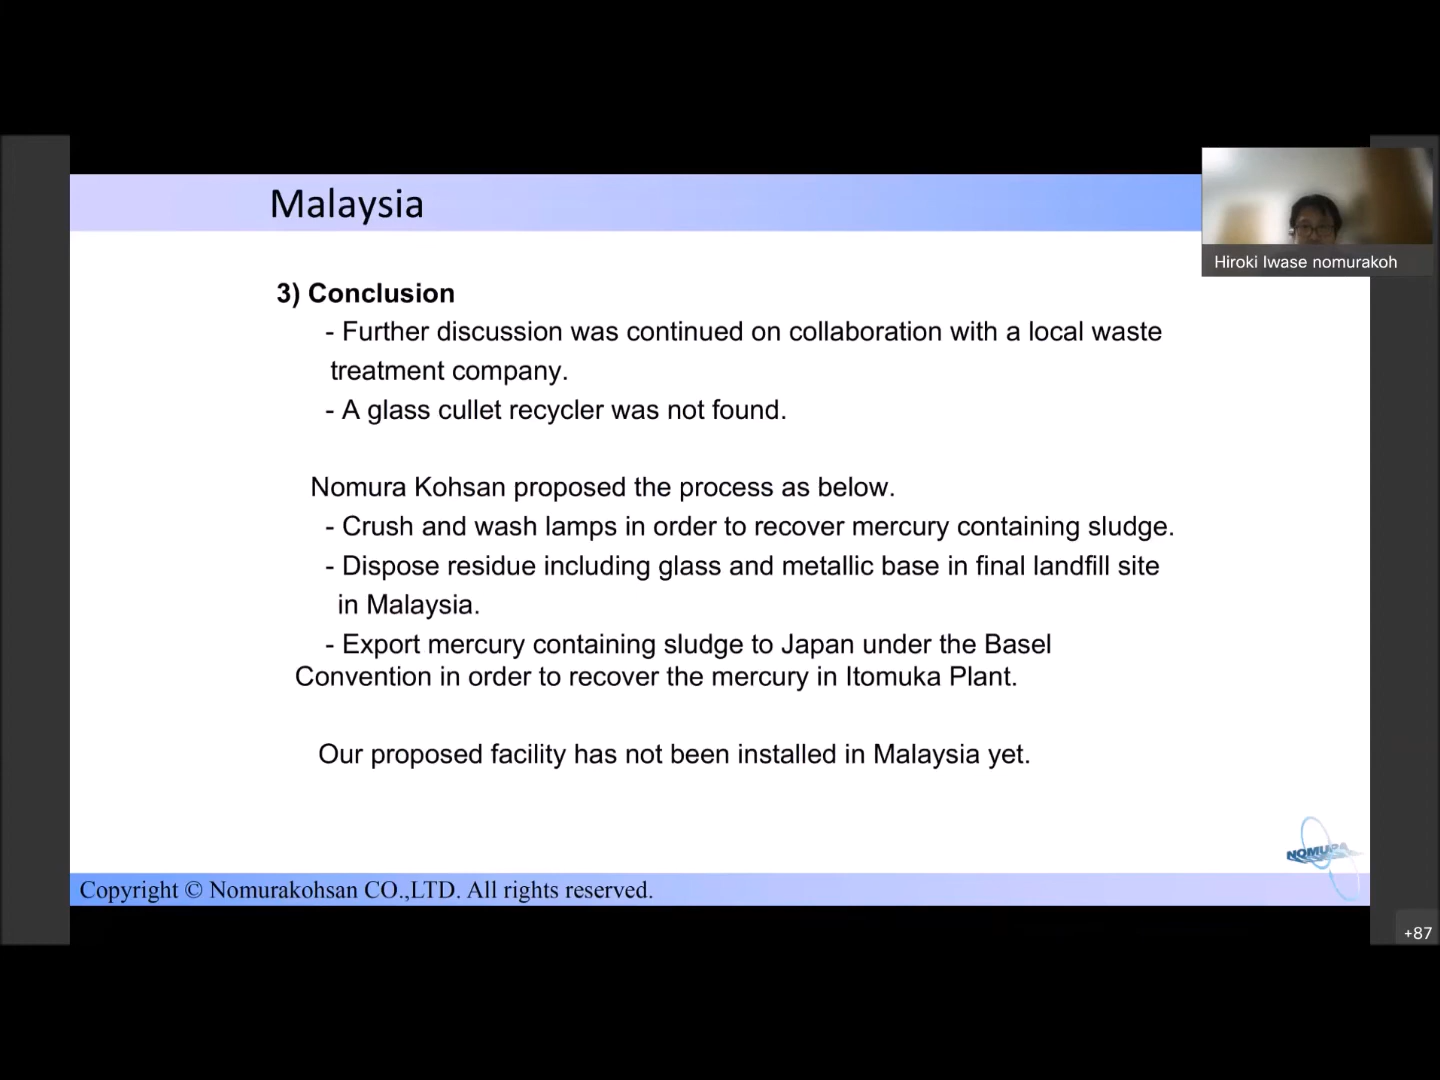 Malaysia
Hiroki Iwase nomurakoh
3) Conclusion
- Further discussion was continued on collaboration with a local waste
treatment company.
- A glass cullet recycler was not found.
Nomura Kohsan proposed the process as below.
- Crush and wash lamps in order to recover mercury containing sludge.
- Dispose residue including glass and metallic base in final landfill site
in Malaysia.
- Export mercury containing sludge to Japan under the Basel
Convention in order to recover the mercury in Itomuka Plant.
Our proposed facility has not been installed in Malaysia yet.
NOMURA
Copyright © Nomurakohsan CO.,LTD. All rights reserved.
+87